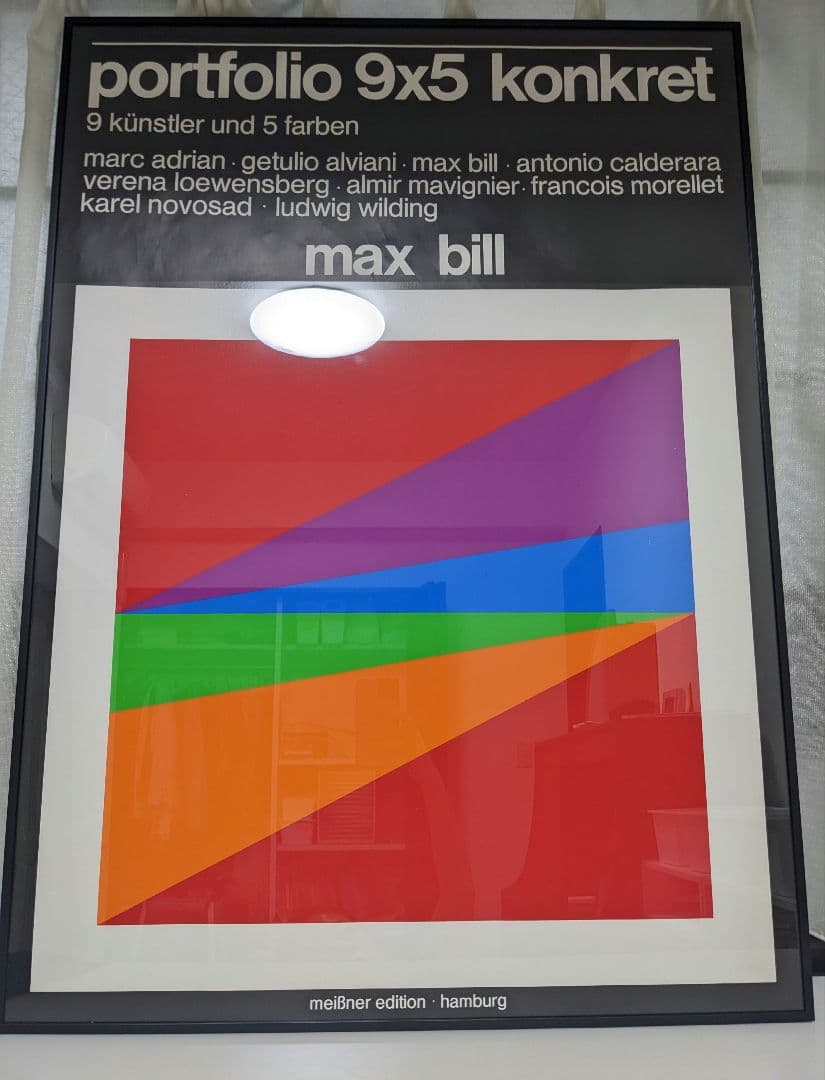 portfolio 9x5 konkret
9 künstler und 5 farben
marc adrian · getulio alviani · max bill · antonio calderara
verena loewensberg · almir mavignier · francois morellet
karel novosad · ludwig wilding
max bill
meißner edition · hamburg